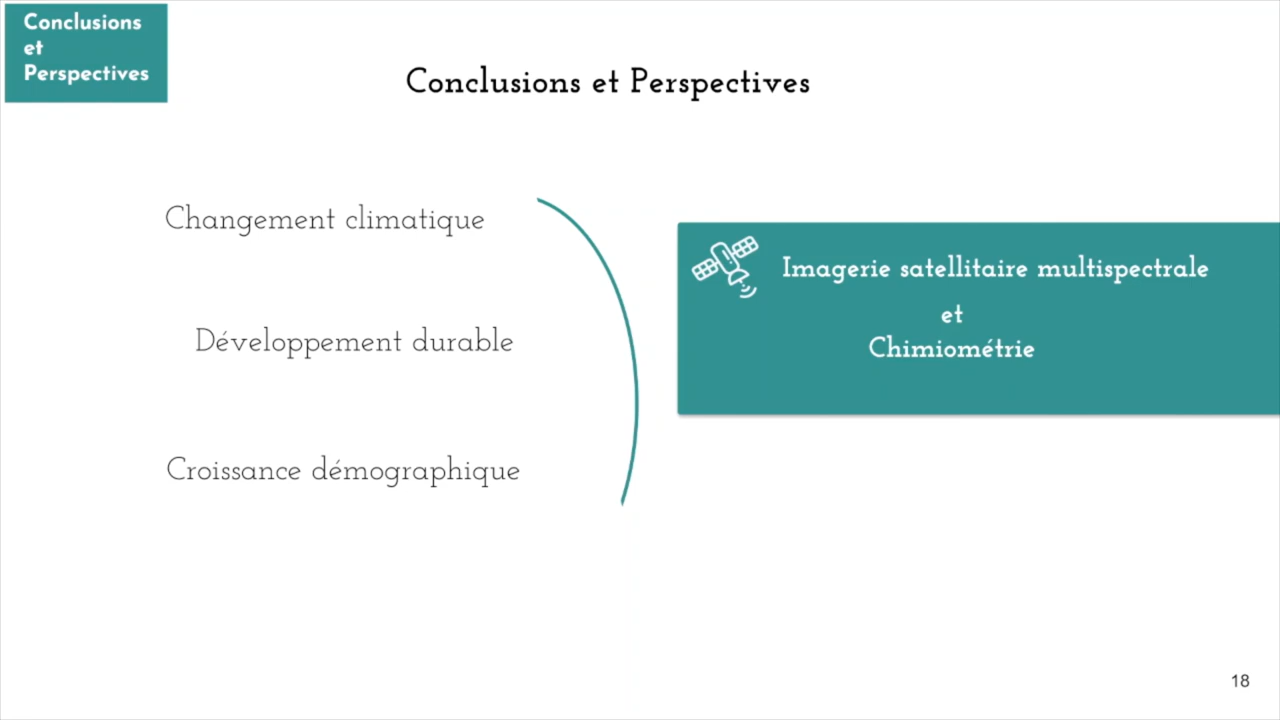 Conclusions
et
Perspectives
Conclusions et Perspectives
Changement climatique
Développement durable
Croissance démographique
Imagerie satellitaire multispectrale
et
Chimiométrie
18